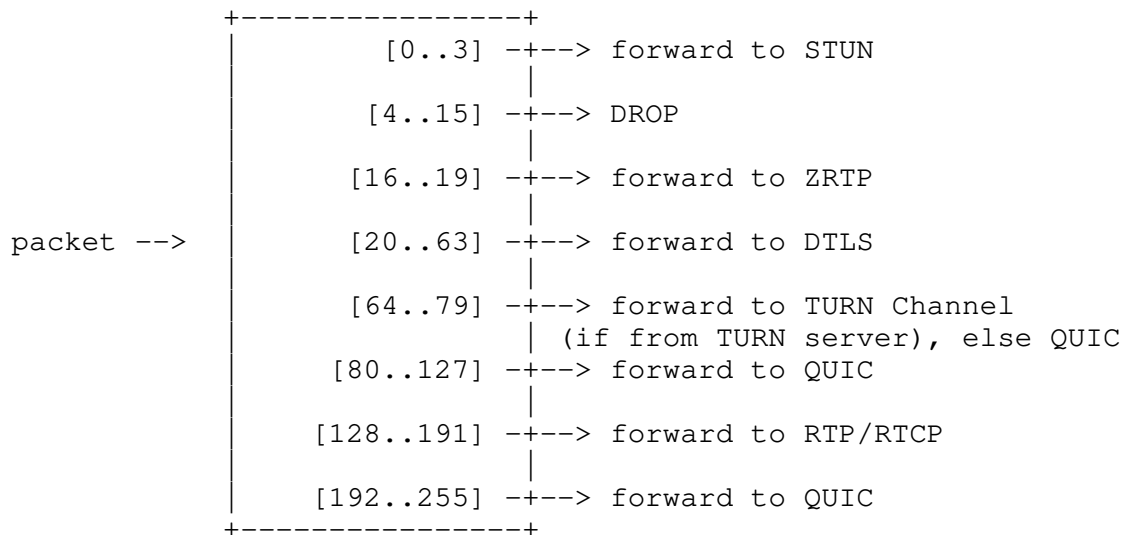 +----------------+
| [0..3] -+--> forward to STUN
| |
| [4..15] -+--> DROP
| |
| [16..19] -+--> forward to ZRTP
| |
packet --> | [20..63] -+--> forward to DTLS
| |
| [64..79] -+--> forward to TURN Channel
| | (if from TURN server), else QUIC
| [80..127] -+--> forward to QUIC
| |
| [128..191] -+--> forward to RTP/RTCP
| |
| [192..255] -+--> forward to QUIC
+----------------+